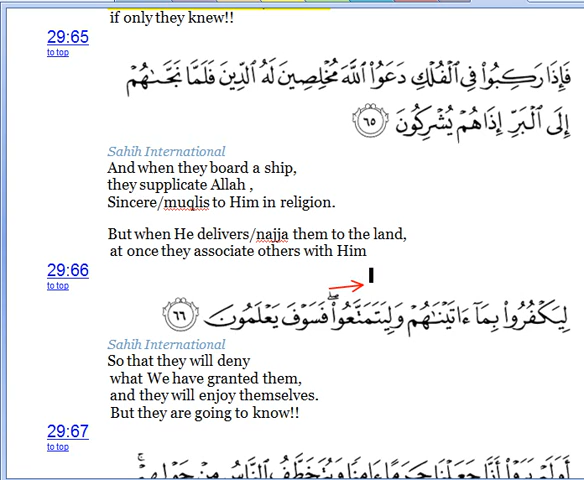 if only they knew!!
29:65
to top
فَإِذَا رَكِبُوا۟ فِى ٱلْفُلْكِ دَعَوُا۟ ٱللَّهَ مُخْلِصِينَ لَهُ ٱلدِّينَ فَلَمَّا نَجَّىٰهُمْ
إِلَى ٱلْبَرِّ إِذَا هُمْ يُشْرِكُونَ ٦٥
Sahih International
And when they board a ship,
they supplicate Allah ,
Sincere/muqlis to Him in religion.
But when He delivers/najja them to the land,
at once they associate others with Him
29:66
to top
لِيَكْفُرُوا۟ بِمَآ ءَاتَيْنَٰهُمْ وَلِيَتَمَتَّعُوا۟ ۖ فَسَوْفَ يَعْلَمُونَ ٦٦
Sahih International
So that they will deny
what We have granted them,
and they will enjoy themselves.
But they are going to know!!
29:67
to top
أَوَلَمْ يَرَوْا۟ أَنَّا جَعَلْنَا حَرَمًا ءَامِنًا وَيُتَخَطَّفُ ٱلنَّاسُ مِنْ حَوْلِهِمْ ۚ